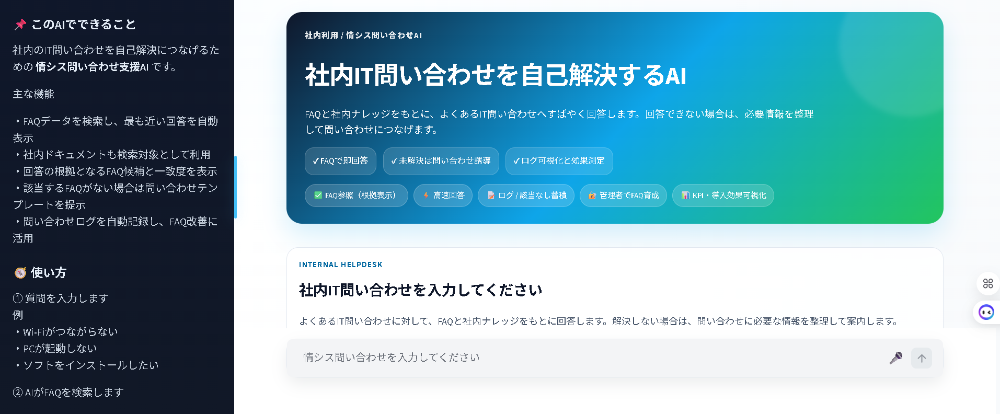 📌 このAIでできること
社内のIT問い合わせを自己解決につなげるた
めの 情シス問い合わせ支援AI です。
主な機能
・FAQデータを検索し、最も近い回答を自動
表示
・社内ドキュメントも検索対象として利用
・回答の根拠となるFAQ候補と一致度を表示
・該当するFAQがない場合は問い合わせテン
プレートを提示
・問い合わせログを自動記録し、FAQ改善に
活用
🧭 使い方
① 質問を入力します
例
・Wi-Fiがつながらない
・PCが起動しない
・ソフトをインストールしたい
② AIがFAQを検索します
社内利用 / 情シス問い合わせAI
社内IT問い合わせを自己解決するAI
FAQと社内ナレッジをもとに、よくあるIT問い合わせへすばやく回答します。回答できない場合は、必要情報を整理
して問い合わせにつなげます。
✓ FAQで即回答
✓ 未解決は問い合わせ誘導
✓ ログ可視化と効果測定
✅ FAQ参照（根拠表示）
⚡ 高速回答
📝 ログ / 該当なし蓄積
🔐 管理者でFAQ育成
📊 KPI・導入効果可視化
INTERNAL HELPDESK
社内IT問い合わせを入力してください
よくあるIT問い合わせに対して、FAQと社内ナレッジをもとに回答します。解決しない場合は、問い合わせに必要な情報を整理して案内します。
情シス問い合わせを入力してください